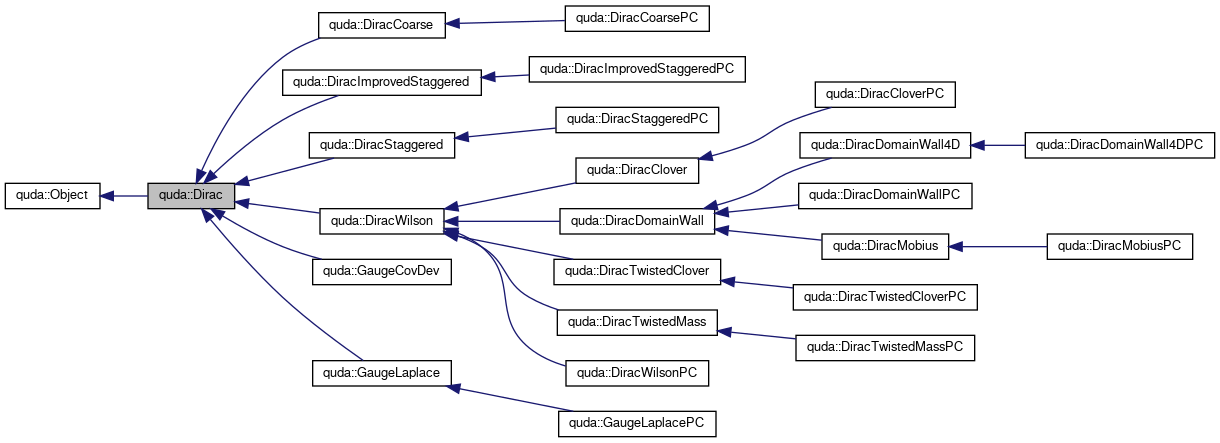 quda::Object
quda::Dirac
quda::DiracCoarse
quda::DiracCoarsePC
quda::DiracImprovedStaggered
quda::DiracImprovedStaggeredPC
quda::DiracStaggered
quda::DiracStaggeredPC
quda::DiracWilson
quda::DiracClover
quda::DiracCloverPC
quda::DiracDomainWall
quda::DiracDomainWall4D
quda::DiracDomainWall4DPC
quda::DiracDomainWallPC
quda::DiracMobius
quda::DiracMobiusPC
quda::DiracTwistedClover
quda::DiracTwistedCloverPC
quda::DiracTwistedMass
quda::DiracTwistedMassPC
quda::DiracWilsonPC
quda::GaugeCovDev
quda::GaugeLaplace
quda::GaugeLaplacePC